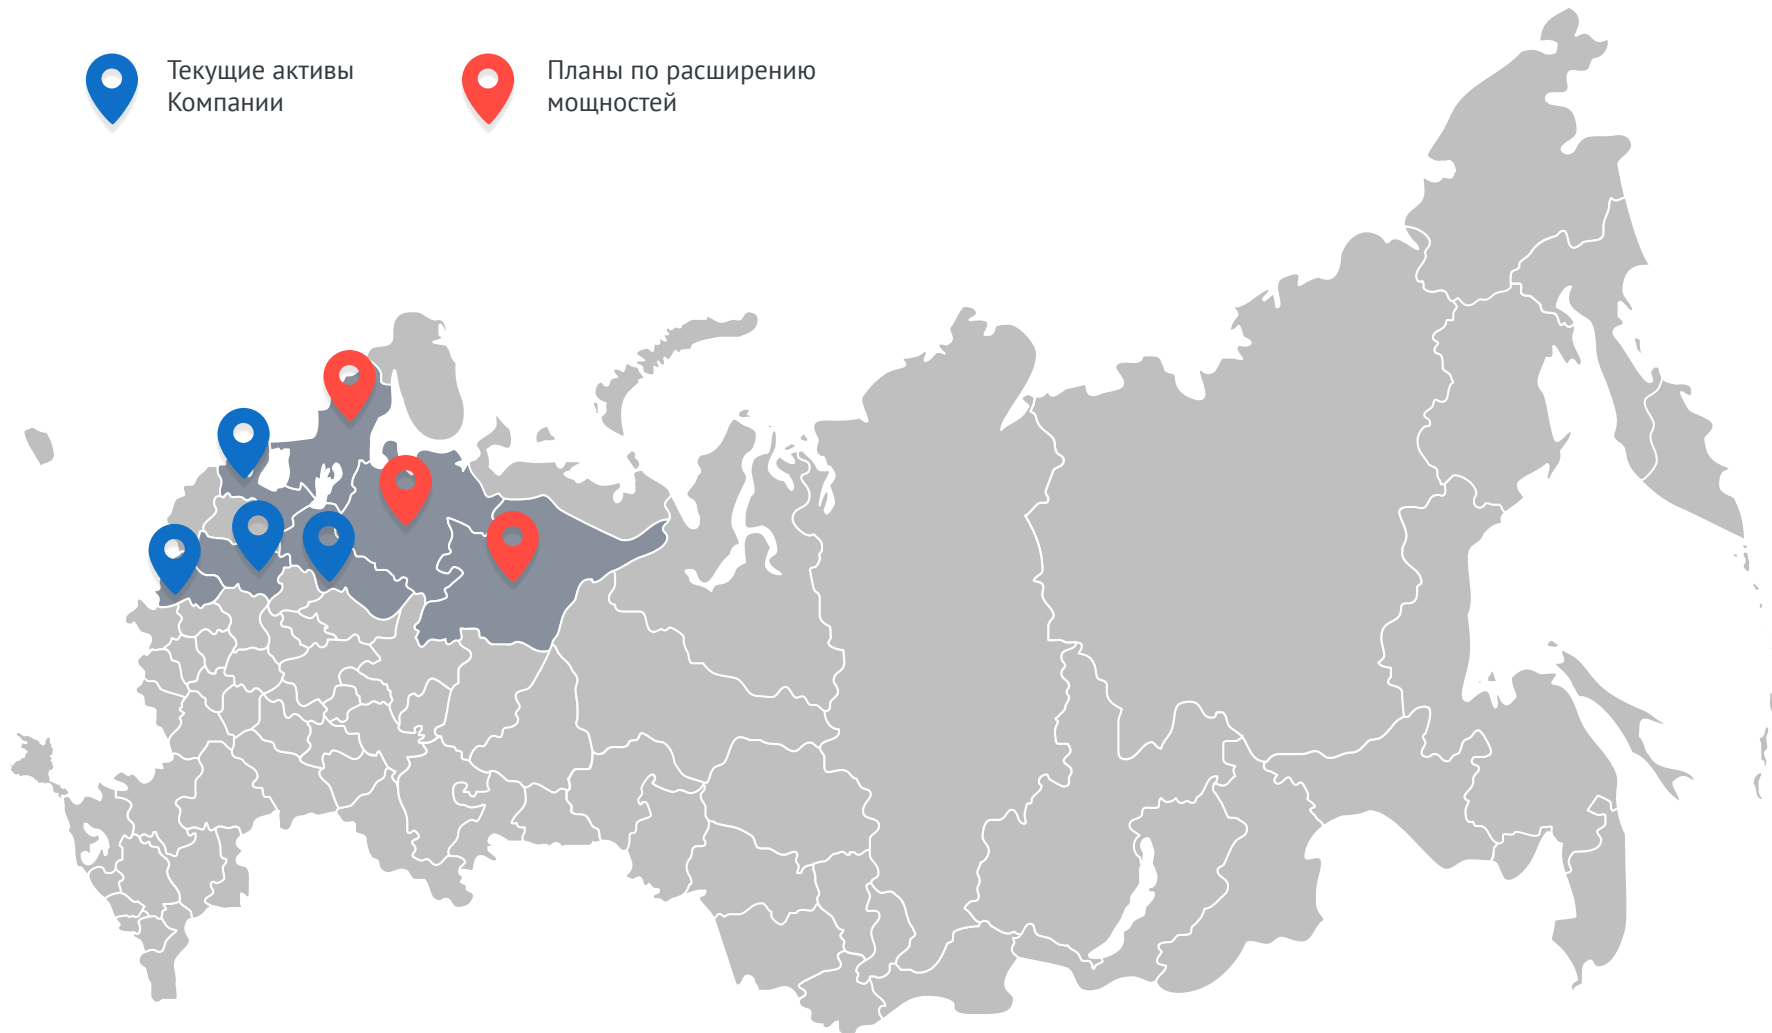 Текущие активы
Компании
Планы по расширению
мощностей